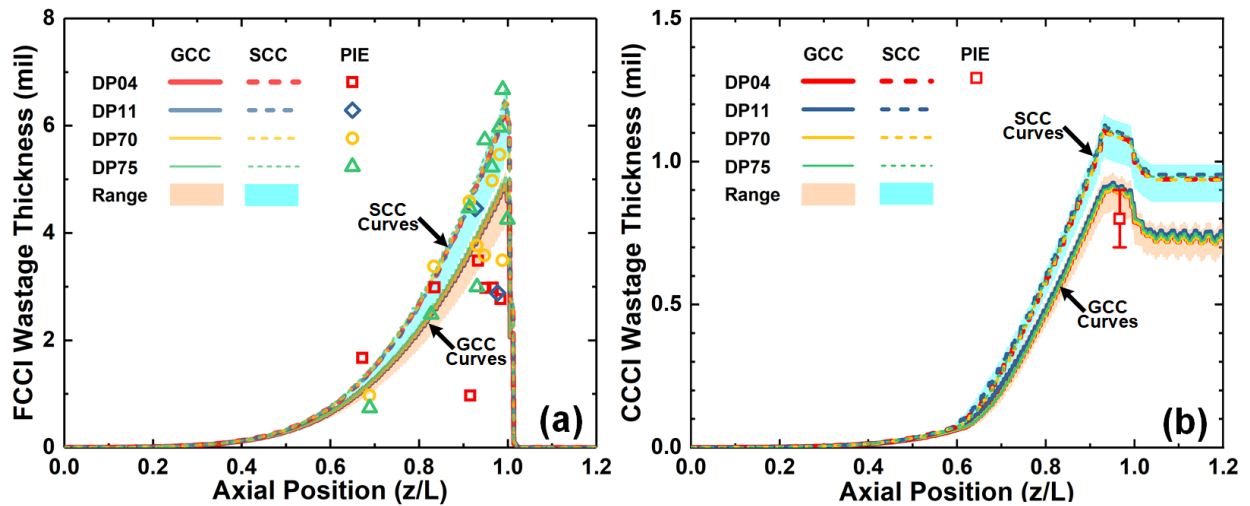 GCC SCC PIE
DP04
DP11
DP70
DP75
Range
SCC
Curves
GCC
Curves
(a)
8
6
4
2
0
0.0 0.2 0.4 0.6 0.8 1.0 1.2
FCCI Wastage Thickness (mil)
Axial Position (z/L)
GCC SCC PIE
DP04
DP11
DP70
DP75
Range
SCC
Curves
GCC
Curves
(b)
1.5
1.0
0.5
0.0
0.0 0.2 0.4 0.6 0.8 1.0 1.2
CCCI Wastage Thickness (mil)
Axial Position (z/L)